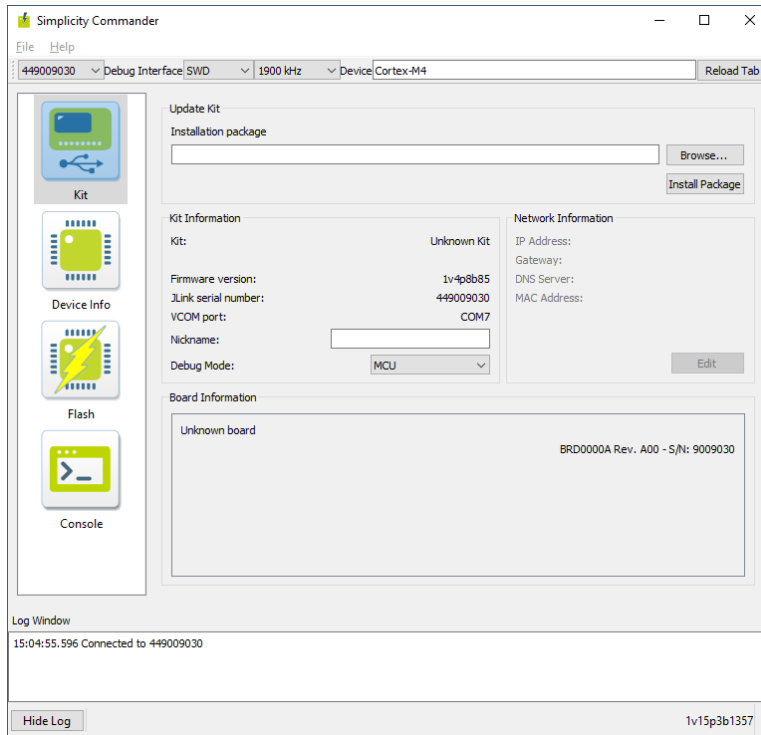 Simplicity Commander
File Help
449009030 Debug Interface SWD 1900 kHz Device Cortex-M4 Reload Tab
Kit
Device Info
Flash
Console
Update Kit
Installation package
Browse...
Install Package
Kit Information
Kit: Unknown Kit
Firmware version: 1v4p8b85
JLink serial number: 449009030
VCOM port: COM7
Nickname:
Debug Mode: MCU
Network Information
IP Address:
Gateway:
DNS Server:
MAC Address:
Edit
Board Information
Unknown board
BRD0000A Rev. A00 - S/N: 9009030
Log Window
15:04:55.596 Connected to 449009030
Hide Log 1v15p3b1357